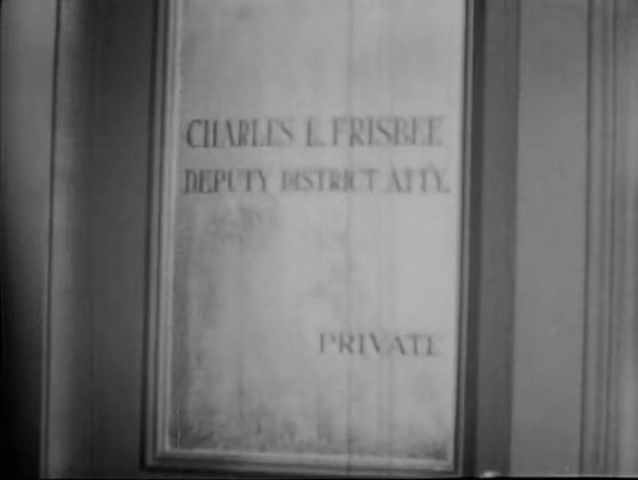 CHARLES L. FRISBEE
DEPUTY DISTRICT ATTY.
PRIVATE